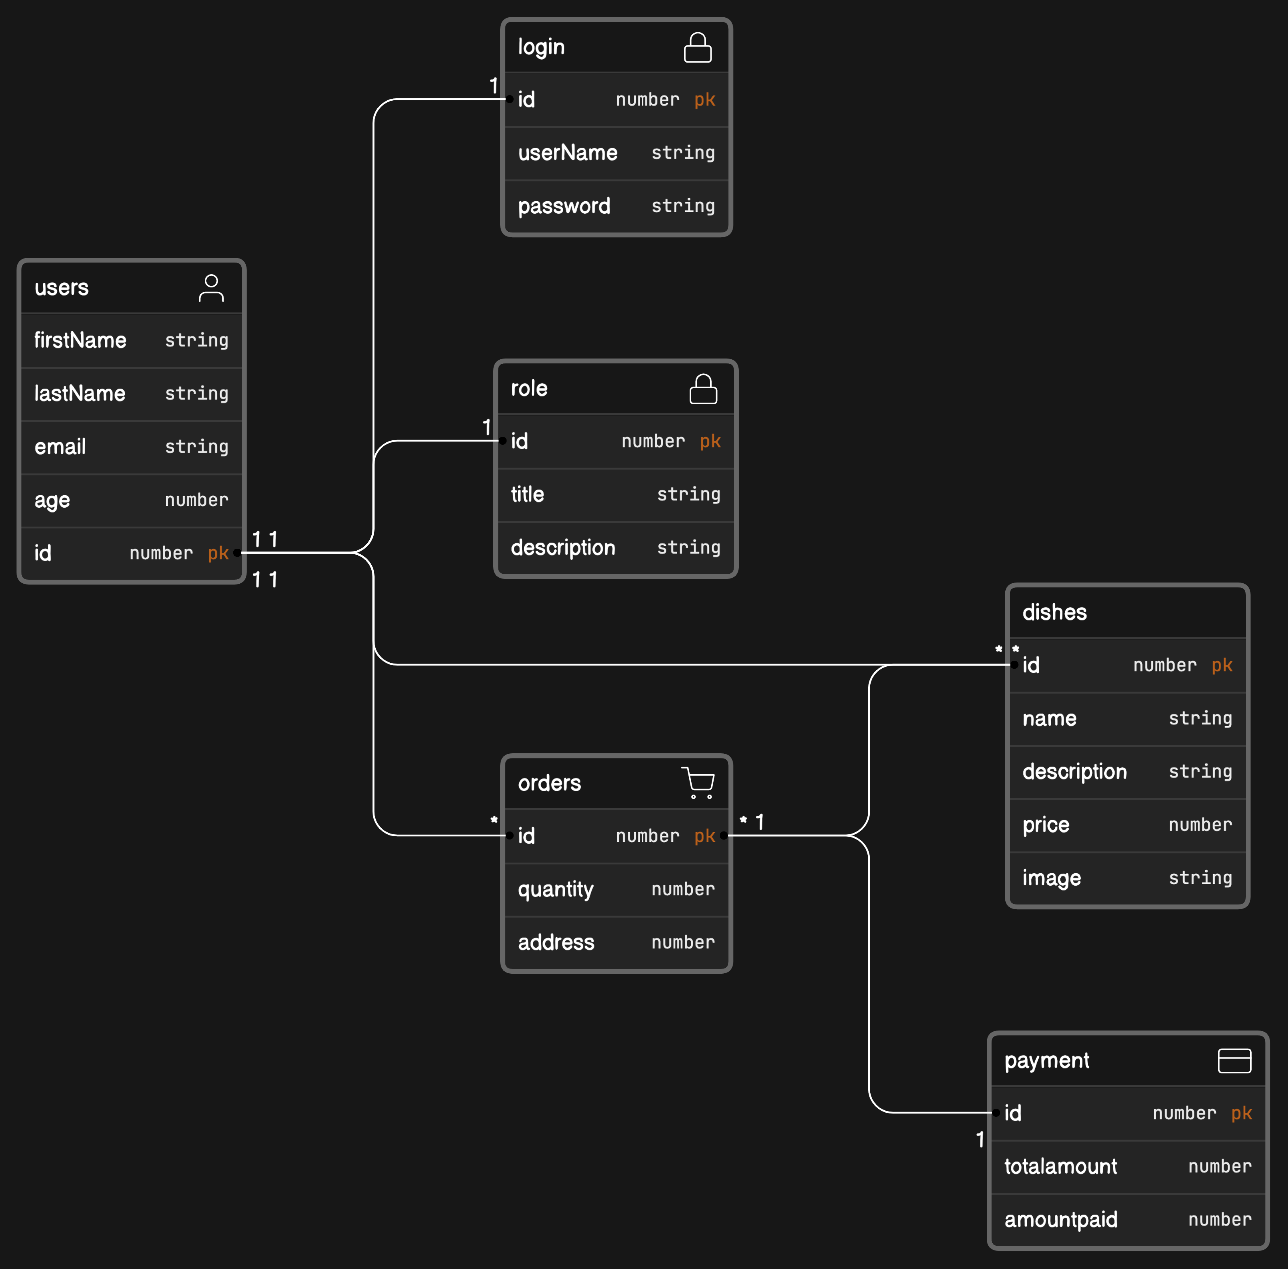 login
1
id number pk
userName string
password string
users
firstName string
lastName string
email string
age number
id number pk
1 1
1 1
role
1
id number pk
title string
description string
dishes
* *
id number pk
name string
description string
price number
image string
orders
*
id number pk
* 1
quantity number
address number
payment
id number pk
1
totalamount number
amountpaid number